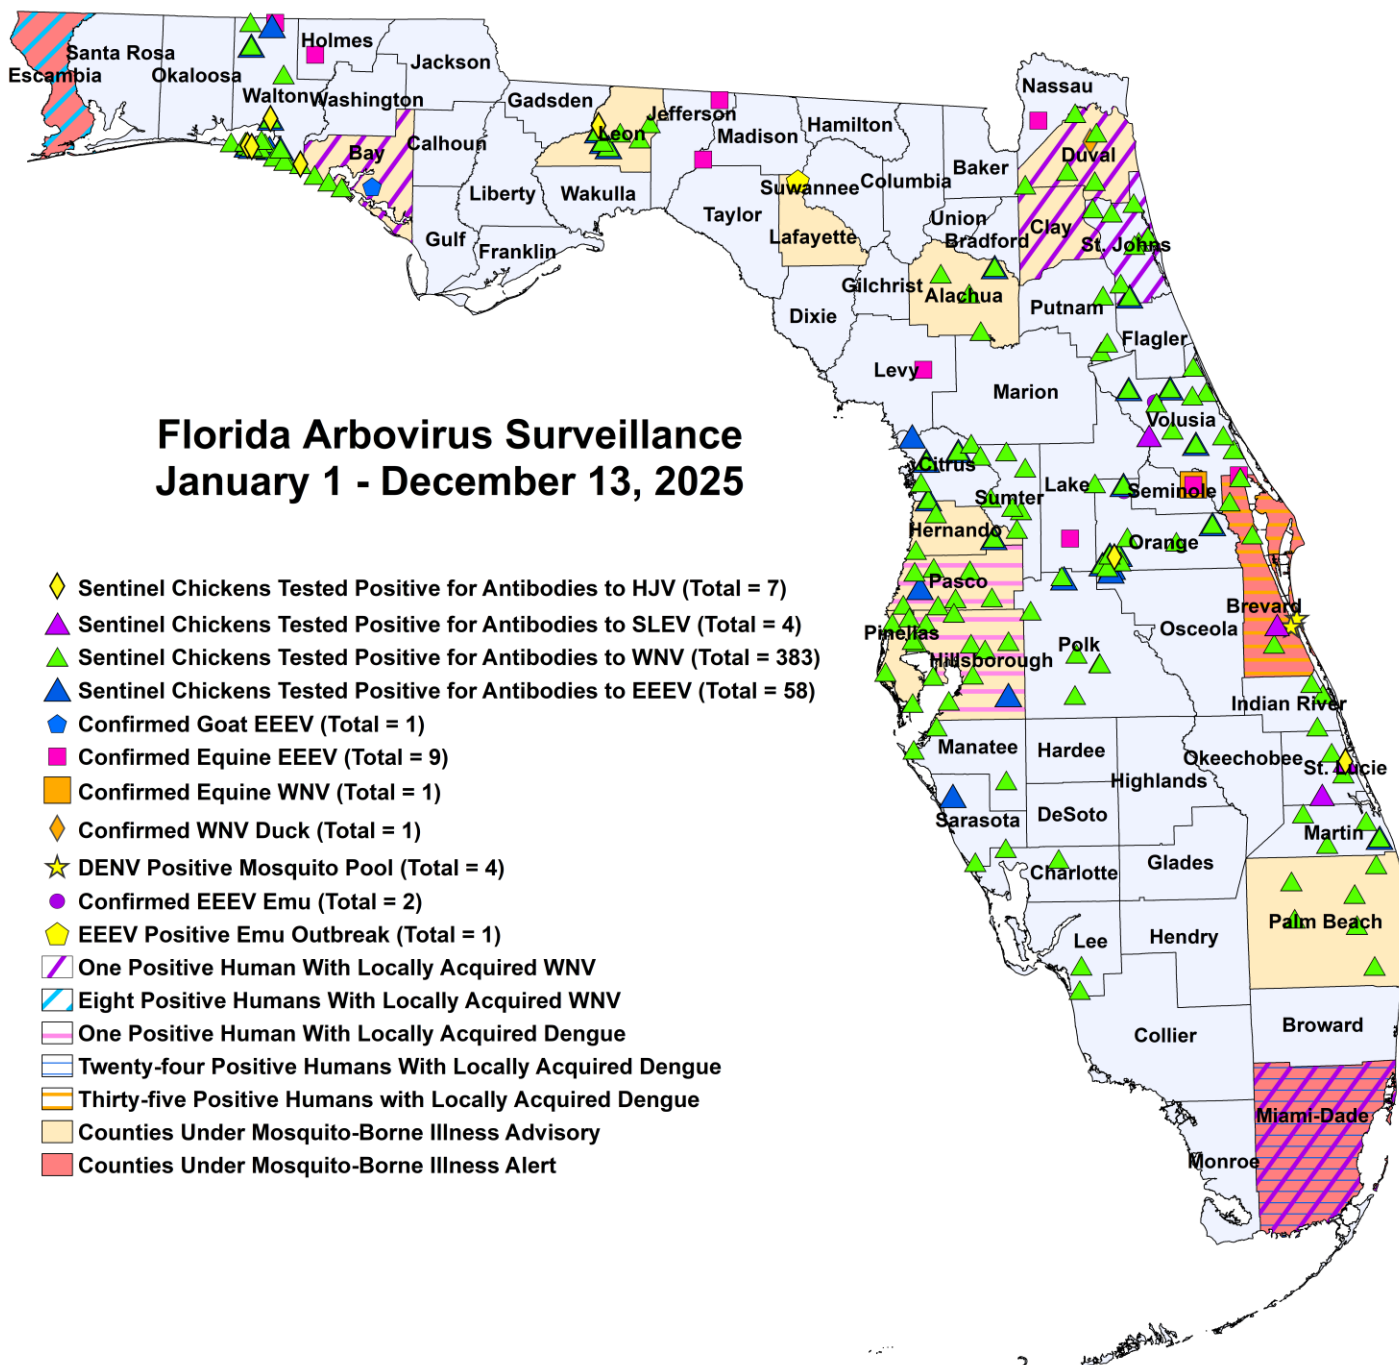 Florida Arbovirus Surveillance
January 1 - December 13, 2025
Sentinel Chickens Tested Positive for Antibodies to HJV (Total = 7)
Sentinel Chickens Tested Positive for Antibodies to SLEV (Total = 4)
Sentinel Chickens Tested Positive for Antibodies to WNV (Total = 383)
Sentinel Chickens Tested Positive for Antibodies to EEEV (Total = 58)
Confirmed Goat EEEV (Total = 1)
Confirmed Equine EEEV (Total = 9)
Confirmed Equine WNV (Total = 1)
Confirmed WNV Duck (Total = 1)
DENV Positive Mosquito Pool (Total = 4)
Confirmed EEEV Emu (Total = 2)
EEEV Positive Emu Outbreak (Total = 1)
One Positive Human With Locally Acquired WNV
Eight Positive Humans With Locally Acquired WNV
One Positive Human With Locally Acquired Dengue
Twenty-four Positive Humans With Locally Acquired Dengue
Thirty-five Positive Humans with Locally Acquired Dengue
Counties Under Mosquito-Borne Illness Advisory
Counties Under Mosquito-Borne Illness Alert
Escambia
Santa Rosa
Okaloosa
Walton
Holmes
Washington
Jackson
Bay
Calhoun
Gulf
Gadsden
Liberty
Franklin
Leon
Wakulla
Jefferson
Madison
Taylor
Hamilton
Suwannee
Lafayette
Columbia
Baker
Union
Bradford
Nassau
Duval
Clay
St. Johns
Gilchrist
Alachua
Dixie
Putnam
Flagler
Levy
Marion
Volusia
Citrus
Sumter
Lake
Seminole
Hernando
Orange
Pasco
Brevard
Osceola
Pinellas
Hillsborough
Polk
Indian River
Manatee
Hardee
Okeechobee
Highlands
St. Lucie
Sarasota
DeSoto
Martin
Charlotte
Glades
Lee
Hendry
Palm Beach
Collier
Broward
Miami-Dade
Monroe